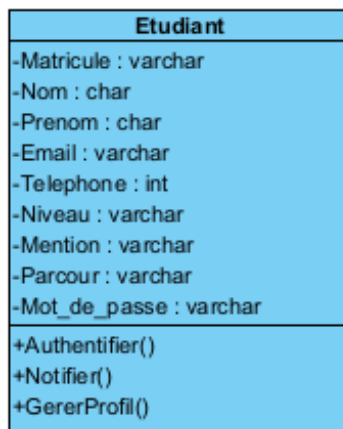 Etudiant
-Matricule : varchar
-Nom : char
-Prenom : char
-Email : varchar
-Telephone : int
-Niveau : varchar
-Mention : varchar
-Parcour : varchar
-Mot_de_passe : varchar
+Authentifier()
+Notifier()
+GererProfil()